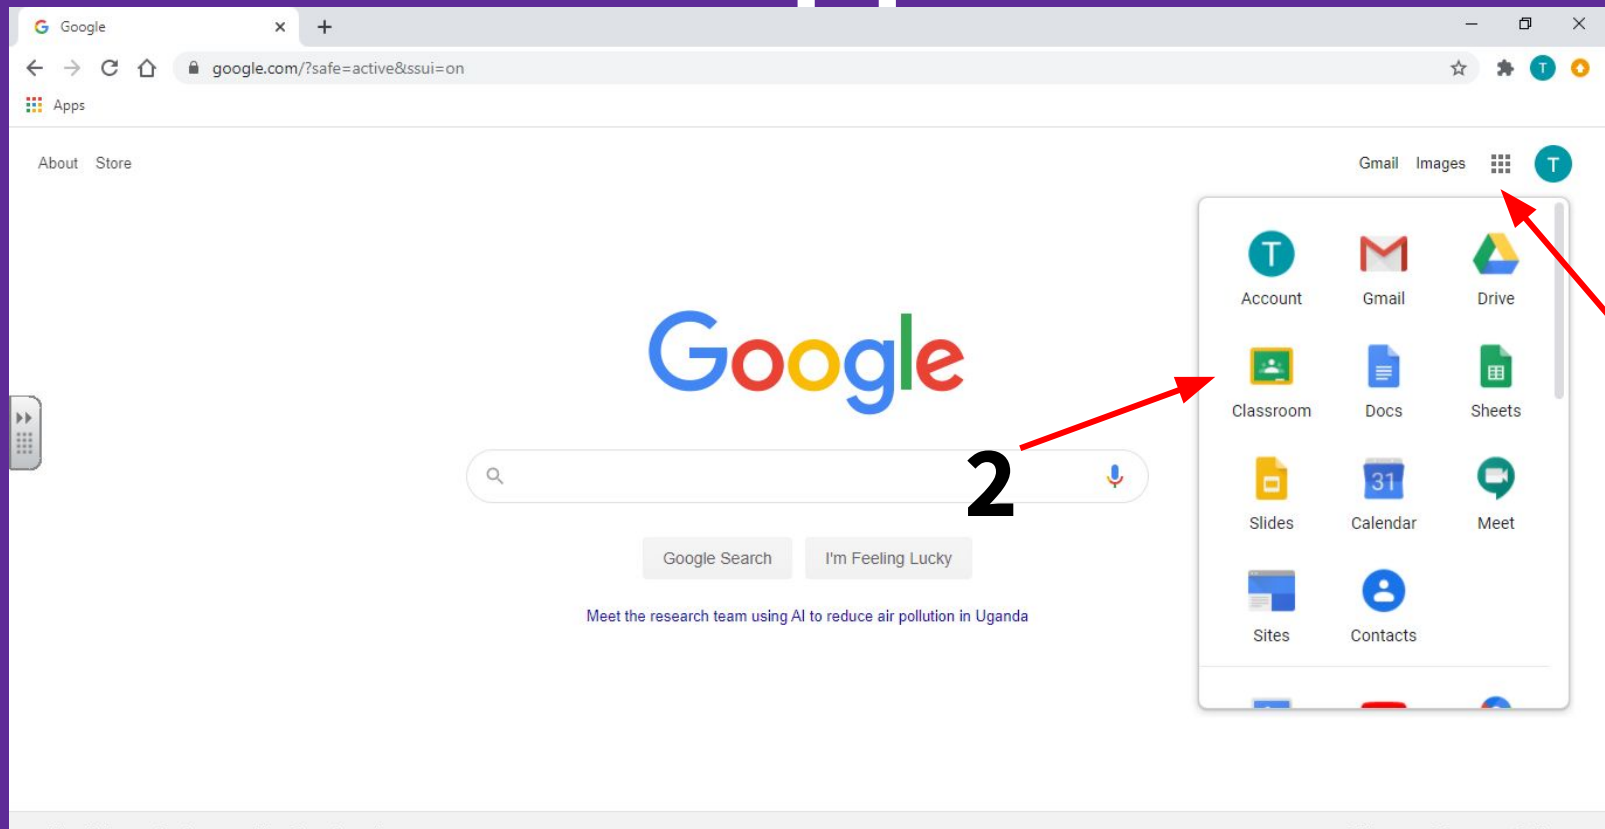 Google
google.com/?safe=active&ssui=on
T
Apps
About Store
Gmail Images T
T
Account Gmail Drive
Google
Classroom Docs Sheets
2
31
Slides Calendar Meet
Google Search I'm Feeling Lucky
Meet the research team using AI to reduce air pollution in Uganda
Sites Contacts